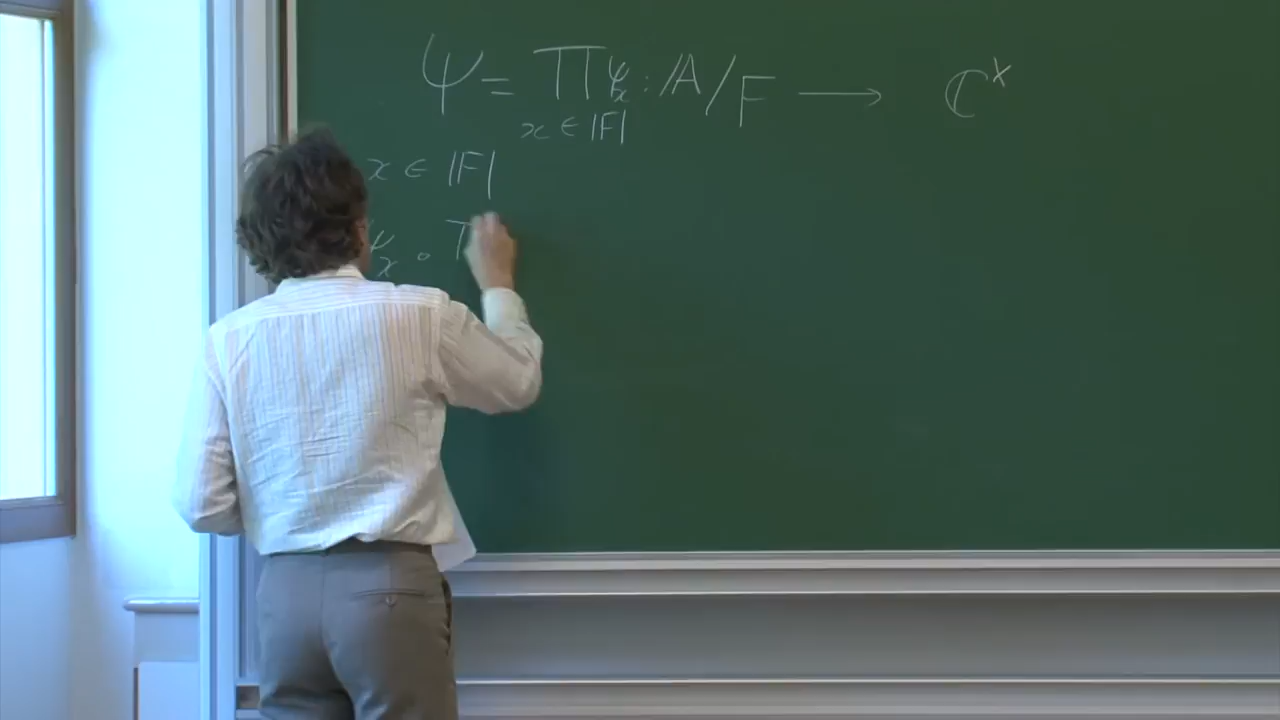 ψ = ∏ ψ_x : 𝔸/F ⟶ ℂ^×
x ∈ |F|
x ∈ |F|
ψ_x ∘ T